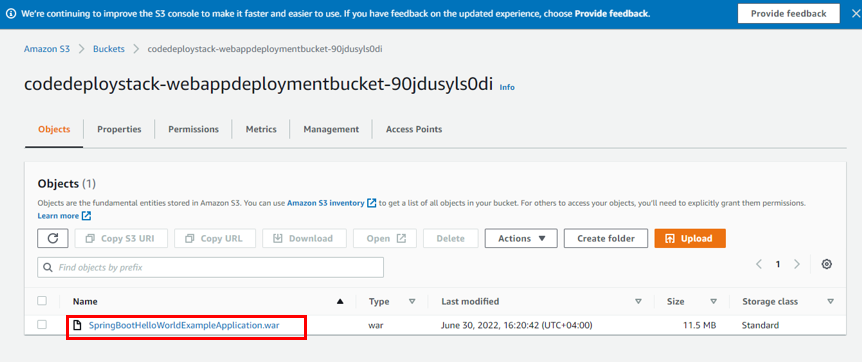 We're continuing to improve the S3 console to make it faster and easier to use. If you have feedback on the updated experience, choose Provide feedback.
Provide feedback
Amazon S3
Buckets
codedeploystack-webappdeploymentbucket-90jdusyls0di
codedeploystack-webappdeploymentbucket-90jdusyls0di
Info
Objects
Properties
Permissions
Metrics
Management
Access Points
Objects (1)
Objects are the fundamental entities stored in Amazon S3. You can use Amazon S3 inventory to get a list of all objects in your bucket. For others to access your objects, you'll need to explicitly grant them permissions.
Learn more
Copy S3 URI
Copy URL
Download
Open
Delete
Actions
Create folder
Upload
Find objects by prefix
1
Name
Type
Last modified
Size
Storage class
SpringBootHelloWorldExampleApplication.war
war
June 30, 2022, 16:20:42 (UTC+04:00)
11.5 MB
Standard